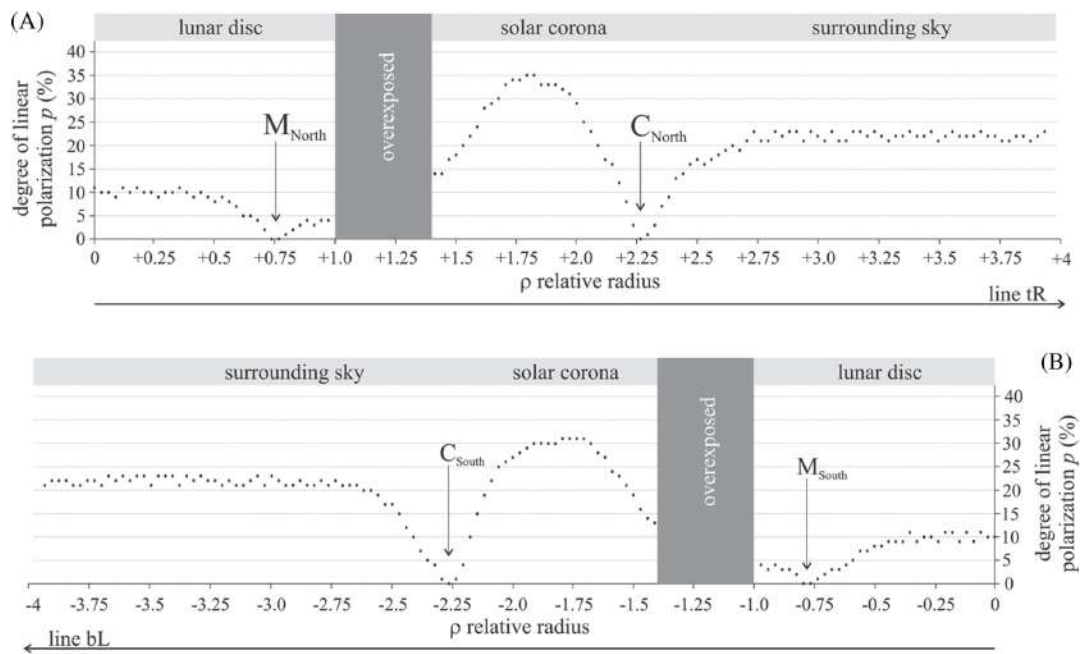 (A)
lunar disc solar corona surrounding sky
degree of linear
polarization p (%)
40
35
30
25
20
15
10
5
0
overexposed
M North
C North
0 +0.25 +0.5 +0.75 +1.0 +1.25 +1.5 +1.75 +2.0 +2.25 +2.5 +2.75 +3.0 +3.25 +3.5 +3.75 +4
ρ relative radius
line tR
(B)
surrounding sky solar corona lunar disc
overexposed
C South
M South
40
35
30
25
20
15
10
5
0
degree of linear
polarization p (%)
-4 -3.75 -3.5 -3.25 -3.0 -2.75 -2.5 -2.25 -2.0 -1.75 -1.5 -1.25 -1.0 -0.75 -0.5 -0.25 0
ρ relative radius
line bL